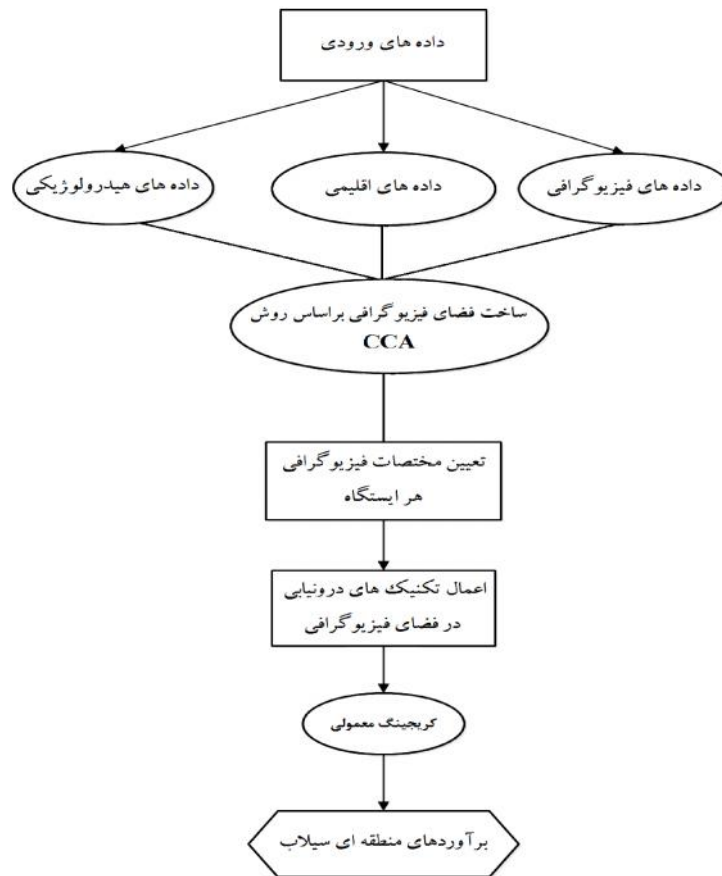 داده های ورودی
داده های فیزیوگرافی
داده های اقلیمی
داده های هیدرولوژیکی
ساخت فضای فیزیوگرافی براساس روش
CCA
تعیین مختصات فیزیوگرافی
هر ایستگاه
اعمال تکنیک های درونیابی
در فضای فیزیوگرافی
کریجینگ معمولی
برآوردهای منطقه ای سیلاب